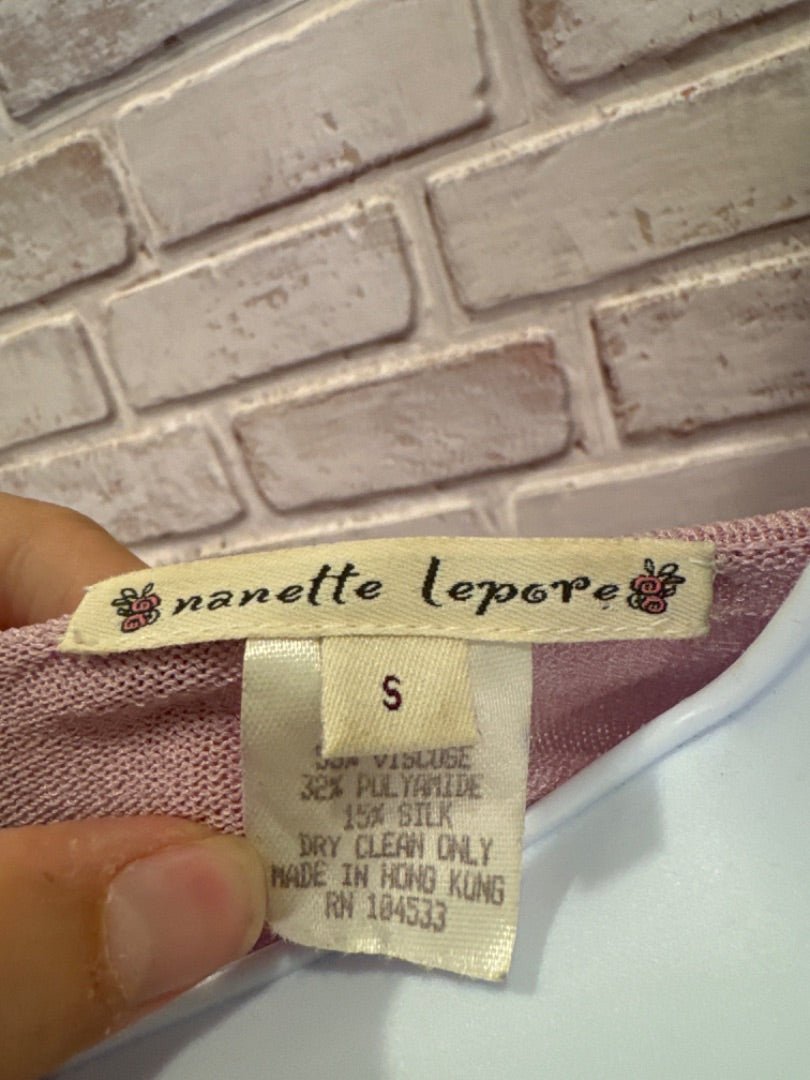 nanette lepore
S
VISCOSE
32% POLYAMIDE
15% SILK
DRY CLEAN ONLY
MADE IN HONG KONG
RN 104533